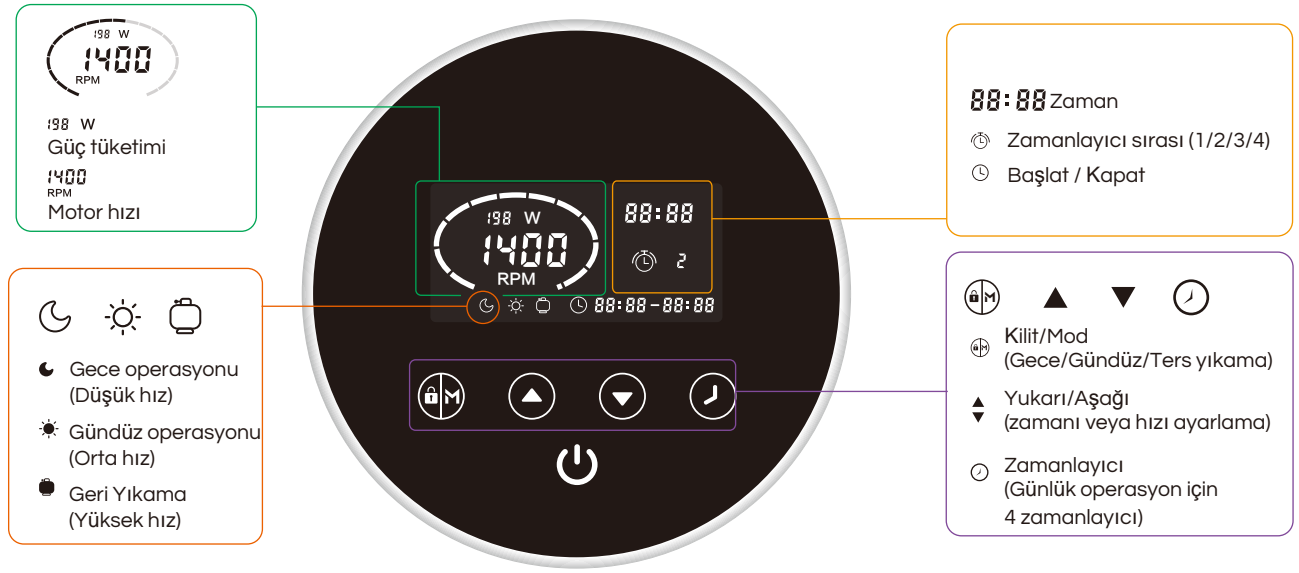 198 W
1400
RPM
198 W
Güç tüketimi
1400
RPM
Motor hızı
Gece operasyonu
(Düşük hız)
Gündüz operasyonu
(Orta hız)
Geri Yıkama
(Yüksek hız)
198 W
1400
RPM
88:88
2
88:88-88:88
M
88:88 Zaman
Zamanlayıcı sırası (1/2/3/4)
Başlat / Kapat
M
M
Kilit/Mod
(Gece/Gündüz/Ters yıkama)
Yukarı/Aşağı
(zamanı veya hızı ayarlama)
Zamanlayıcı
(Günlük operasyon için
4 zamanlayıcı)